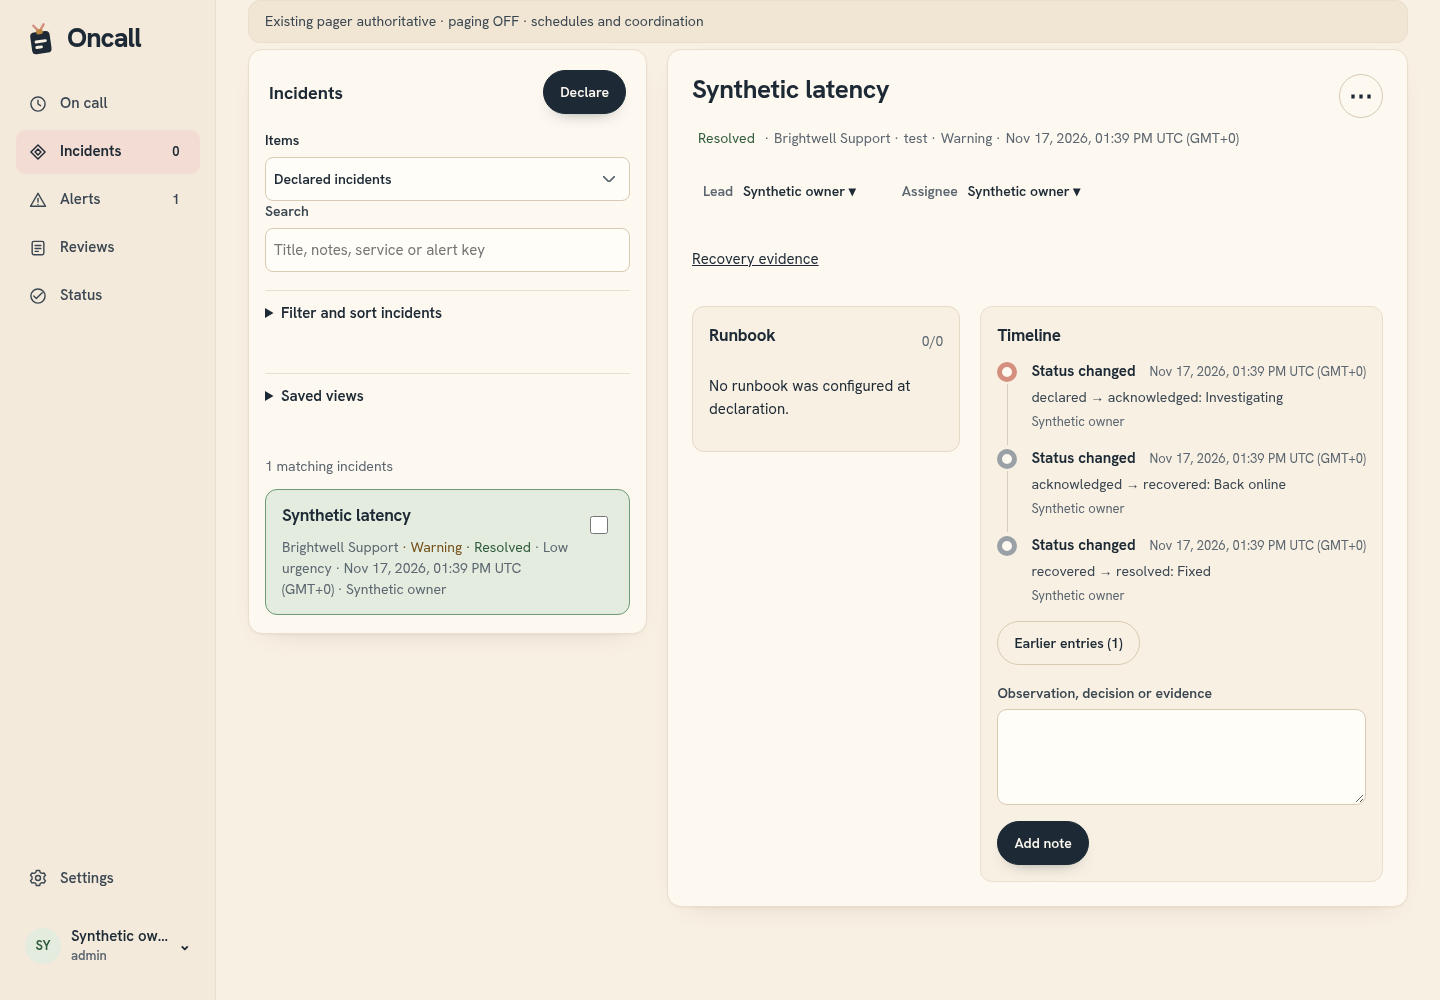 Oncall
On call
Incidents 0
Alerts 1
Reviews
Status
Settings
SY
Synthetic ow...
admin
Existing pager authoritative · paging OFF · schedules and coordination
Incidents
Declare
Items
Declared incidents
Search
Title, notes, service or alert key
Filter and sort incidents
Saved views
1 matching incidents
Synthetic latency
Brightwell Support · Warning · Resolved · Low
urgency · Nov 17, 2026, 01:39 PM UTC
(GMT+0) · Synthetic owner
Synthetic latency
Resolved · Brightwell Support · test · Warning · Nov 17, 2026, 01:39 PM UTC (GMT+0)
Lead Synthetic owner ▾ Assignee Synthetic owner ▾
Recovery evidence
Runbook 0/0
No runbook was configured at
declaration.
Timeline
Status changed Nov 17, 2026, 01:39 PM UTC (GMT+0)
declared → acknowledged: Investigating
Synthetic owner
Status changed Nov 17, 2026, 01:39 PM UTC (GMT+0)
acknowledged → recovered: Back online
Synthetic owner
Status changed Nov 17, 2026, 01:39 PM UTC (GMT+0)
recovered → resolved: Fixed
Synthetic owner
Earlier entries (1)
Observation, decision or evidence
Add note